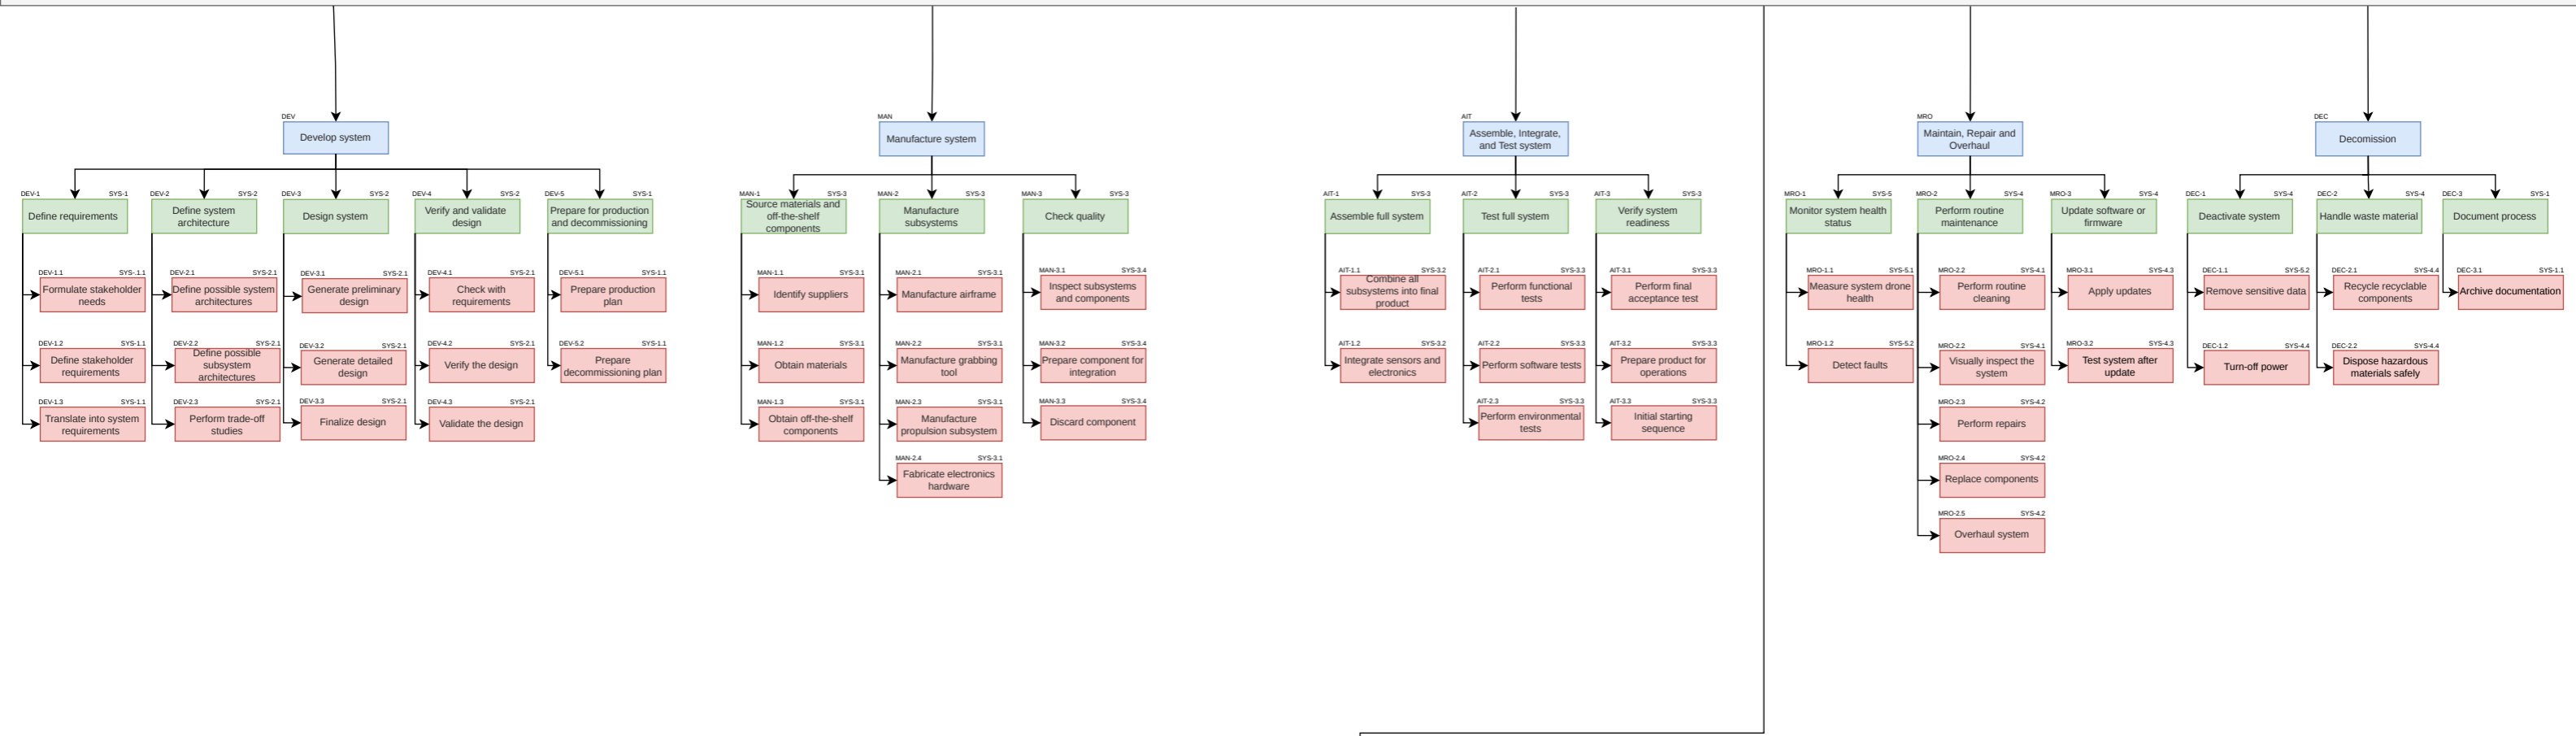 DEV
Develop system
DEV-1 SYS-1
Define requirements
DEV-1.1 SYS-.1.1
Formulate stakeholder
needs
DEV-1.2 SYS-1.1
Define stakeholder
requirements
DEV-1.3 SYS-1.1
Translate into system
requirements
DEV-2 SYS-2
Define system
architecture
DEV-2.1 SYS-2.1
Define possible system
architectures
DEV-2.2 SYS-2.1
Define possible
subsystem
architectures
DEV-2.3 SYS-2.1
Perform trade-off
studies
DEV-3 SYS-2
Design system
DEV-3.1 SYS-2.1
Generate preliminary
design
DEV-3.2 SYS-2.1
Generate detailed
design
DEV-3.3 SYS-2.1
Finalize design
DEV-4 SYS-2
Verify and validate
design
DEV-4.1 SYS-2.1
Check with
requirements
DEV-4.2 SYS-2.1
Verify the design
DEV-4.3 SYS-2.1
Validate the design
DEV-5 SYS-1
Prepare for production
and decommissioning
DEV-5.1 SYS-1.1
Prepare production
plan
DEV-5.2 SYS-1.1
Prepare
decommissioning plan
MAN
Manufacture system
MAN-1 SYS-3
Source materials and
off-the-shelf
components
MAN-1.1 SYS-3.1
Identify suppliers
MAN-1.2 SYS-3.1
Obtain materials
MAN-1.3 SYS-3.1
Obtain off-the-shelf
components
MAN-2 SYS-3
Manufacture
subsystems
MAN-2.1 SYS-3.1
Manufacture airframe
MAN-2.2 SYS-3.1
Manufacture grabbing
tool
MAN-2.3 SYS-3.1
Manufacture
propulsion subsystem
MAN-2.4 SYS-3.1
Fabricate electronics
hardware
MAN-3 SYS-3
Check quality
MAN-3.1 SYS-3.4
Inspect subsystems
and components
MAN-3.2 SYS-3.4
Prepare component for
integration
MAN-3.3 SYS-3.4
Discard component
AIT
Assemble, Integrate,
and Test system
AIT-1 SYS-3
Assemble full system
AIT-1.1 SYS-3.2
Combine all
subsystems into final
product
AIT-1.2 SYS-3.2
Integrate sensors and
electronics
AIT-2 SYS-3
Test full system
AIT-2.1 SYS-3.3
Perform functional
tests
AIT-2.2 SYS-3.3
Perform software tests
AIT-2.3 SYS-3.3
Perform environmental
tests
AIT-3 SYS-3
Verify system
readiness
AIT-3.1 SYS-3.3
Perform final
acceptance test
AIT-3.2 SYS-3.3
Prepare product for
operations
AIT-3.3 SYS-3.3
Initial starting
sequence
MRO
Maintain, Repair and
Overhaul
MRO-1 SYS-5
Monitor system health
status
MRO-1.1 SYS-5.1
Measure system drone
health
MRO-1.2 SYS-5.2
Detect faults
MRO-2 SYS-4
Perform routine
maintenance
MRO-2.2 SYS-4.1
Perform routine
cleaning
MRO-2.2 SYS-4.1
Visually inspect the
system
MRO-2.3 SYS-4.2
Perform repairs
MRO-2.4 SYS-4.2
Replace components
MRO-2.5 SYS-4.2
Overhaul system
MRO-3 SYS-4
Update software or
firmware
MRO-3.1 SYS-4.3
Apply updates
MRO-3.2 SYS-4.3
Test system after
update
DEC
Decomission
DEC-1 SYS-4
Deactivate system
DEC-1.1 SYS-5.2
Remove sensitive data
DEC-1.2 SYS-4.4
Turn-off power
DEC-2 SYS-4
Handle waste material
DEC-2.1 SYS-4.4
Recycle recyclable
components
DEC-2.2 SYS-4.4
Dispose hazardous
materials safely
DEC-3 SYS-1
Document process
DEC-3.1 SYS-1.1
Archive documentation